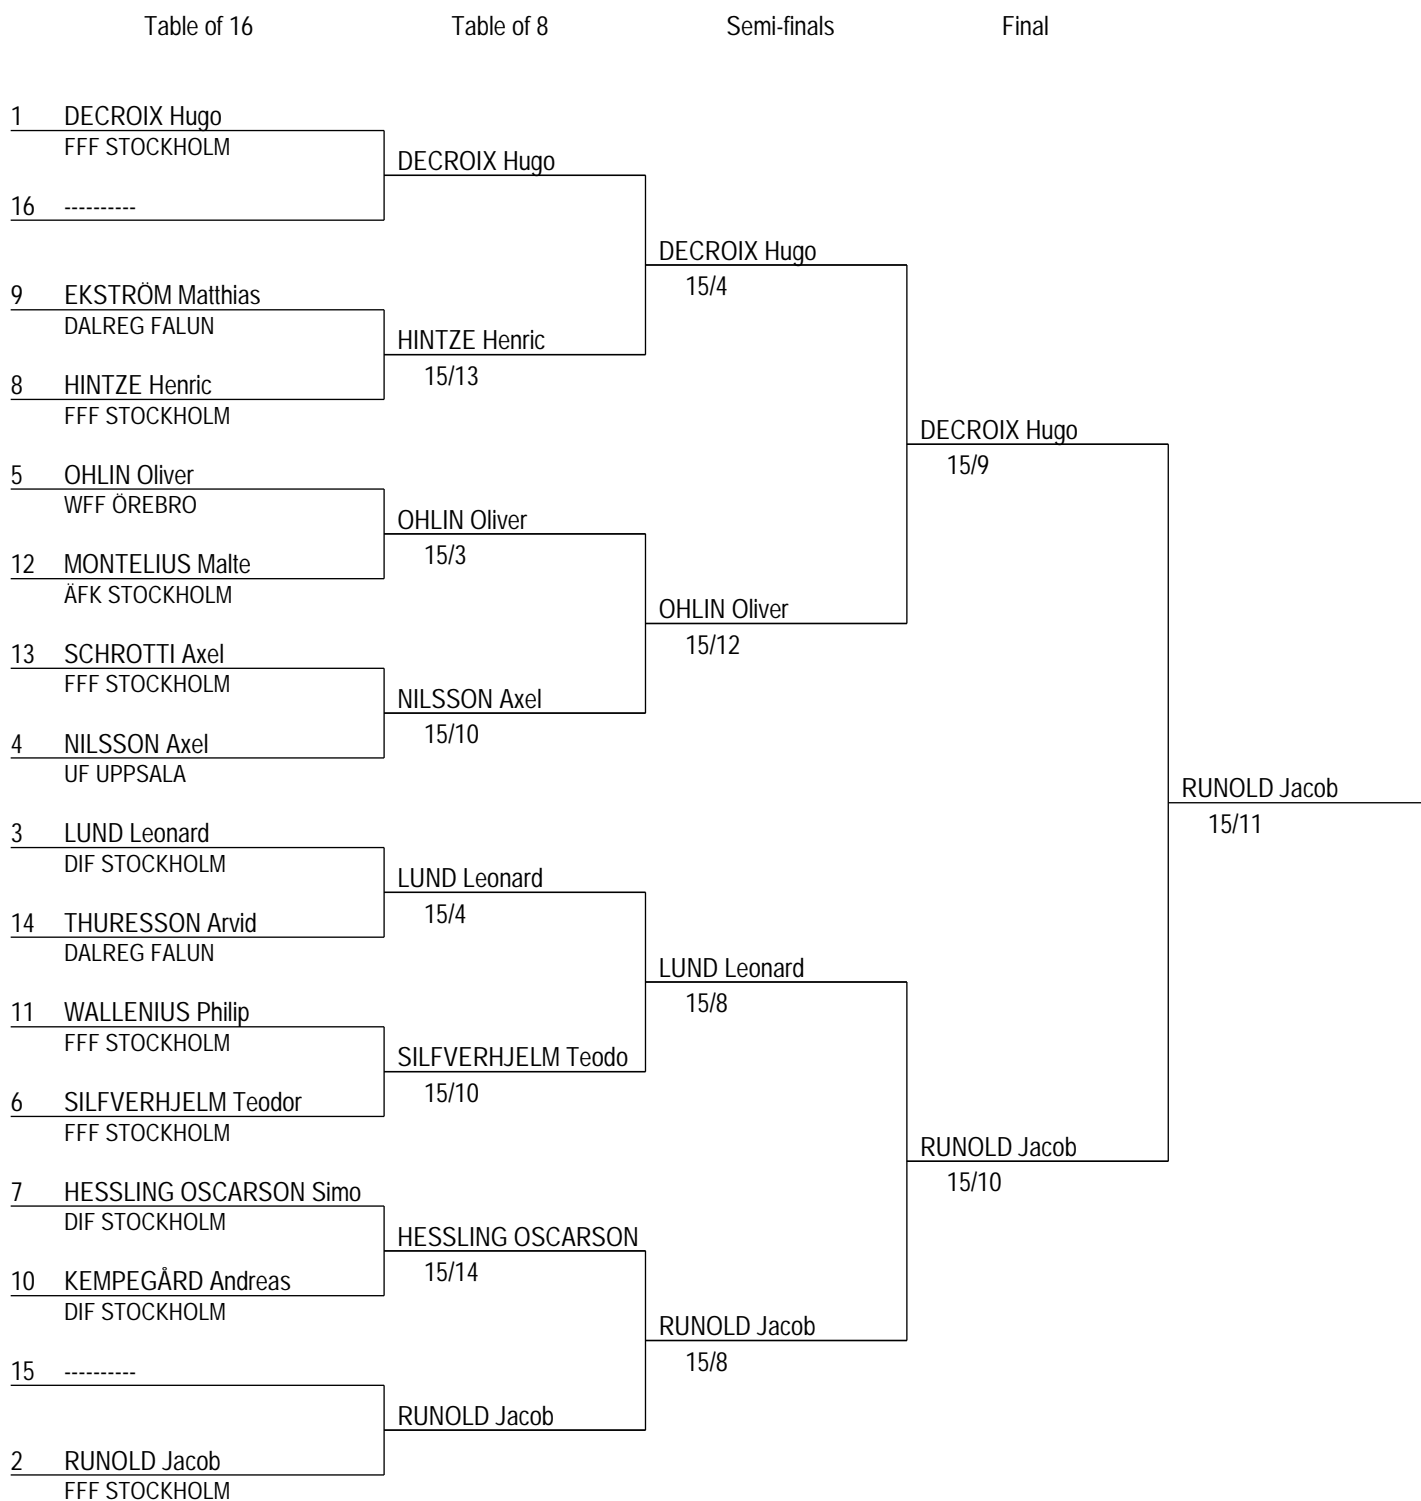 Table of 16 Table of 8 Semi-finals Final
1 DECROIX Hugo
FFF STOCKHOLM
DECROIX Hugo
16 ----------
DECROIX Hugo
15/4
9 EKSTRÖM Matthias
DALREG FALUN
HINTZE Henric
15/13
8 HINTZE Henric
FFF STOCKHOLM
DECROIX Hugo
15/9
5 OHLIN Oliver
WFF ÖREBRO
OHLIN Oliver
15/3
12 MONTELIUS Malte
ÄFK STOCKHOLM
OHLIN Oliver
15/12
13 SCHROTTI Axel
FFF STOCKHOLM
NILSSON Axel
15/10
4 NILSSON Axel
UF UPPSALA
RUNOLD Jacob
15/11
3 LUND Leonard
DIF STOCKHOLM
LUND Leonard
15/4
14 THURESSON Arvid
DALREG FALUN
LUND Leonard
15/8
11 WALLENIUS Philip
FFF STOCKHOLM
SILFVERHJELM Teodo
15/10
6 SILFVERHJELM Teodor
FFF STOCKHOLM
RUNOLD Jacob
15/10
7 HESSLING OSCARSON Simo
DIF STOCKHOLM
HESSLING OSCARSON
15/14
10 KEMPEGÅRD Andreas
DIF STOCKHOLM
RUNOLD Jacob
15/8
15 ----------
RUNOLD Jacob
2 RUNOLD Jacob
FFF STOCKHOLM